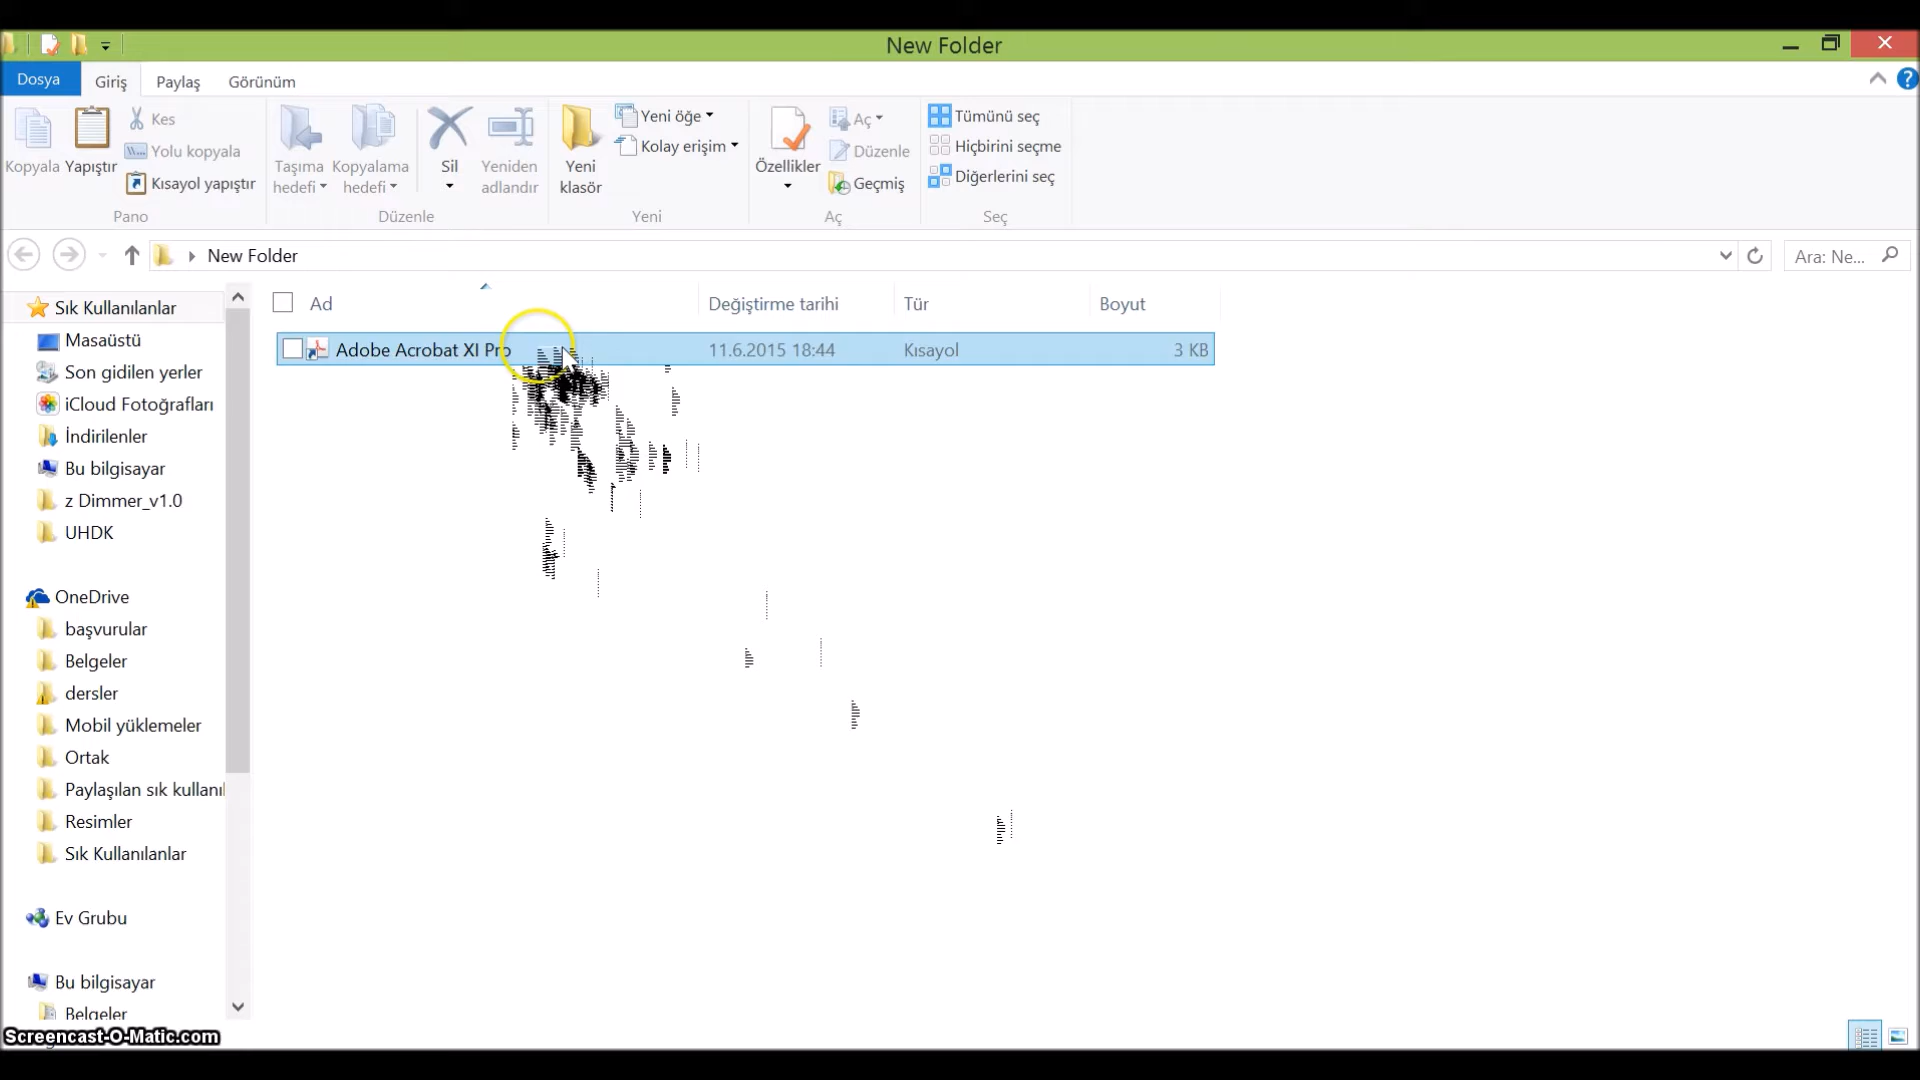 New Folder
Dosya Giriş Paylaş Görünüm
Kopyala
Yapıştır
Kes
Yolu kopyala
Kısayol yapıştır
Pano
Taşıma hedefi
Kopyalama hedefi
Sil
Yeniden adlandır
Düzenle
Yeni klasör
Yeni öğe
Kolay erişim
Yeni
Özellikler
Aç
Düzenle
Geçmiş
Aç
Tümünü seç
Hiçbirini seçme
Diğerlerini seç
Seç
New Folder
Ara: Ne...
Sık Kullanılanlar
Masaüstü
Son gidilen yerler
iCloud Fotoğrafları
İndirilenler
Bu bilgisayar
z Dimmer_v1.0
UHDK
OneDrive
başvurular
Belgeler
dersler
Mobil yüklemeler
Ortak
Paylaşılan sık kullanıl
Resimler
Sık Kullanılanlar
Ev Grubu
Bu bilgisayar
Belgeler
Ad Değiştirme tarihi Tür Boyut
Adobe Acrobat XI Pro 11.6.2015 18:44 Kısayol 3 KB
Screencast-O-Matic.com